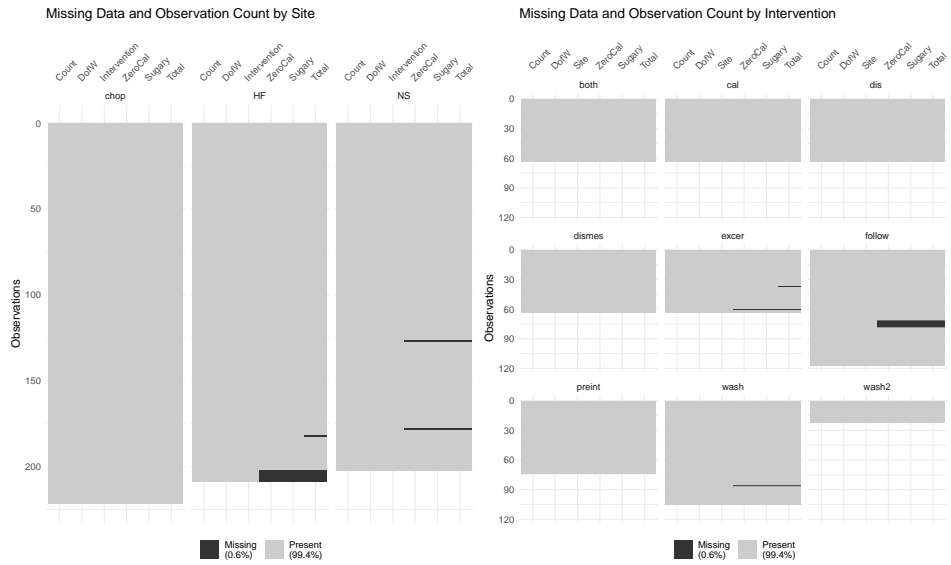 Missing Data and Observation Count by Site
Count DofW Intervention ZeroCal Sugary Total
Count DofW Intervention ZeroCal Sugary Total
Count DofW Intervention ZeroCal Sugary Total
chop HF NS
0
50
100
150
200
Observations
Missing
(0.6%)
Present
(99.4%)
Missing Data and Observation Count by Intervention
Count DofW Site ZeroCal Sugary Total
Count DofW Site ZeroCal Sugary Total
Count DofW Site ZeroCal Sugary Total
both cal dis
0
30
60
90
120
dismes excer follow
0
30
60
90
120
Observations
preint wash wash2
0
30
60
90
120
Missing
(0.6%)
Present
(99.4%)